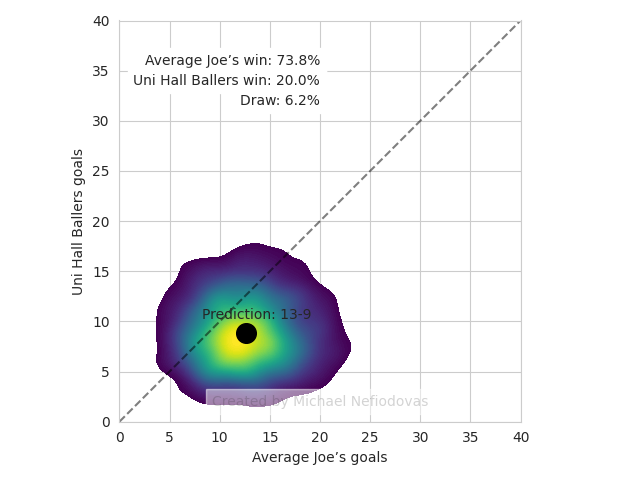 40
35
30
25
20
15
10
5
0
Uni Hall Ballers goals
Average Joe’s win: 73.8%
Uni Hall Ballers win: 20.0%
Draw: 6.2%
Prediction: 13-9
Created by Michael Nefiodovas
0 5 10 15 20 25 30 35 40
Average Joe’s goals